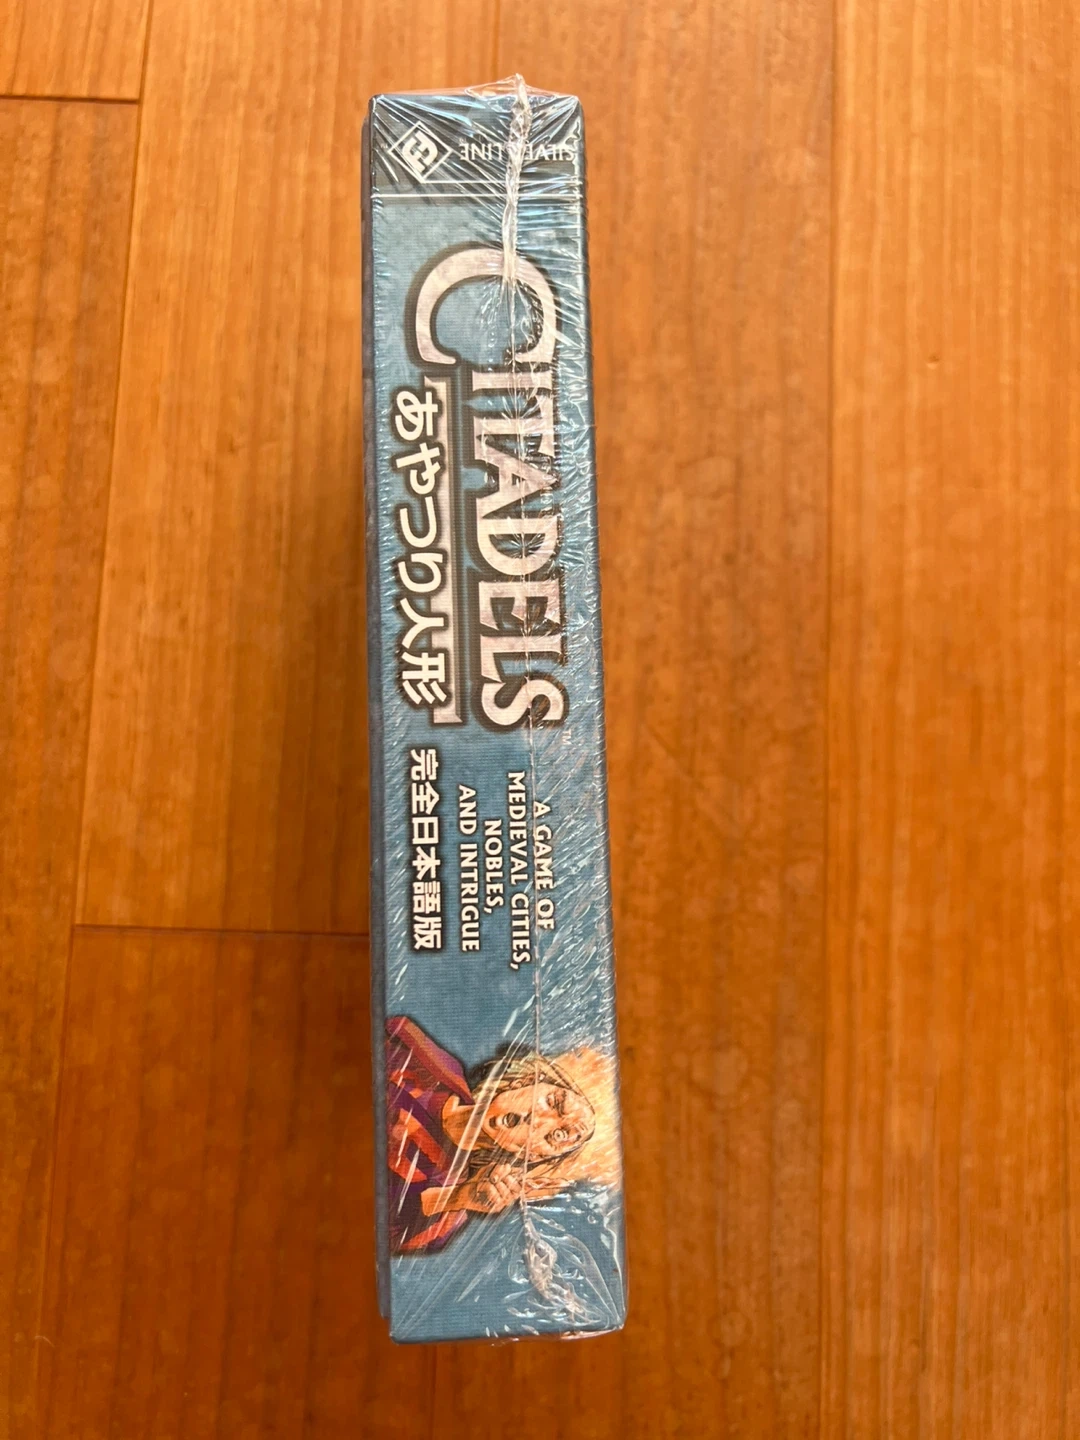 SILVER LINE
CITADELS™
あやつり人形
A GAME OF
MEDIEVAL CITIES,
NOBLES,
AND INTRIGUE
完全日本語版